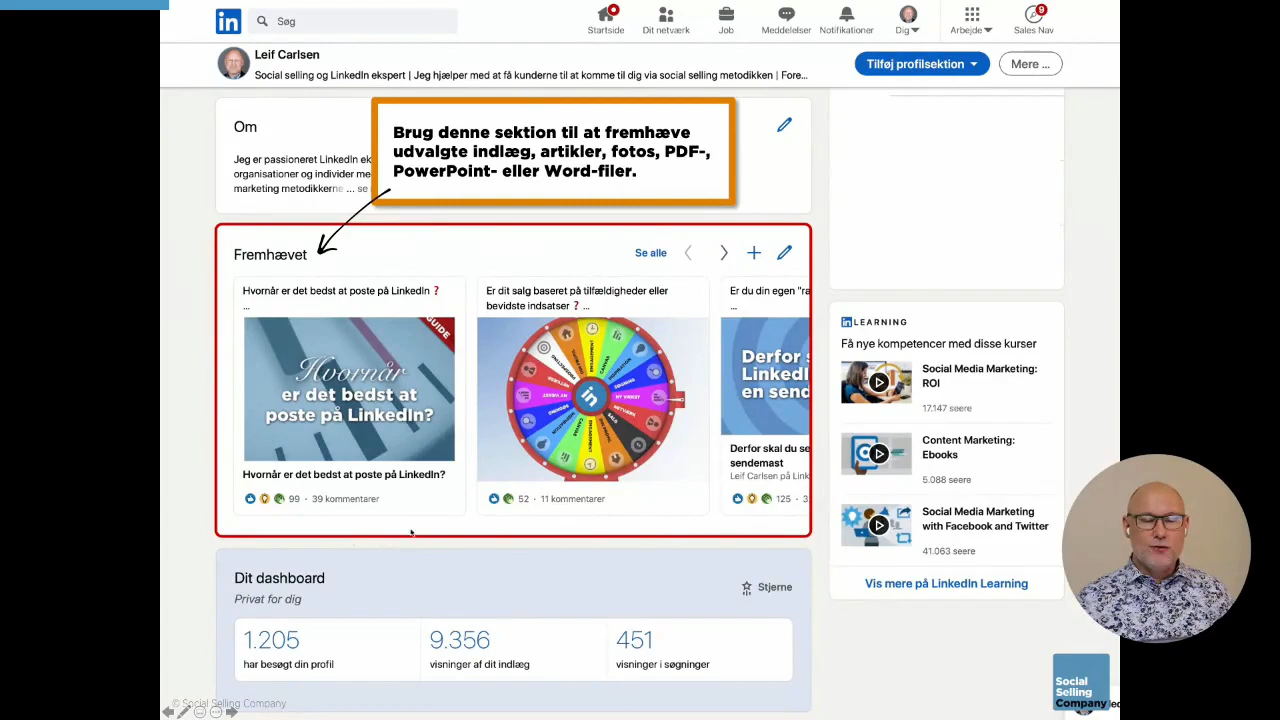 in
Søg
Startside
Dit netværk
Job
Meddelelser
Notifikationer
Dig
Arbejde
9
Sales Nav
Leif Carlsen
Social selling og LinkedIn ekspert | Jeg hjælper med at få kunderne til at komme til dig via social selling metodikken | Fore...
Tilføj profilsektion
Mere ...
Om
Jeg er passioneret LinkedIn ek
organisationer og individer me
marketing metodikkerne ... se
Brug denne sektion til at fremhæve
udvalgte indlæg, artikler, fotos, PDF-,
PowerPoint- eller Word-filer.
Fremhævet
Se alle
Hvornår er det bedst at poste på LinkedIn ❓
...
GUIDE
Hvornår
er det bedst at
poste på LinkedIn?
Hvornår er det bedst at poste på LinkedIn?
99 · 39 kommentarer
Er dit salg baseret på tilfældigheder eller
bevidste indsatser ❓ ...
in
52 · 11 kommentarer
Er du din egen "ra
...
Derfor s
LinkedI
en send
Derfor skal du se
sendemast
Leif Carlsen på Link
125 · 3
in LEARNING
Få nye kompetencer med disse kurser
Social Media Marketing:
ROI
17.147 seere
Content Marketing:
Ebooks
5.088 seere
Social Media Marketing
with Facebook and Twitter
41.063 seere
Vis mere på LinkedIn Learning
Dit dashboard
Privat for dig
Stjerne
1.205
har besøgt din profil
9.356
visninger af dit indlæg
451
visninger i søgninger
© Social Selling Company
Social
Selling
Company